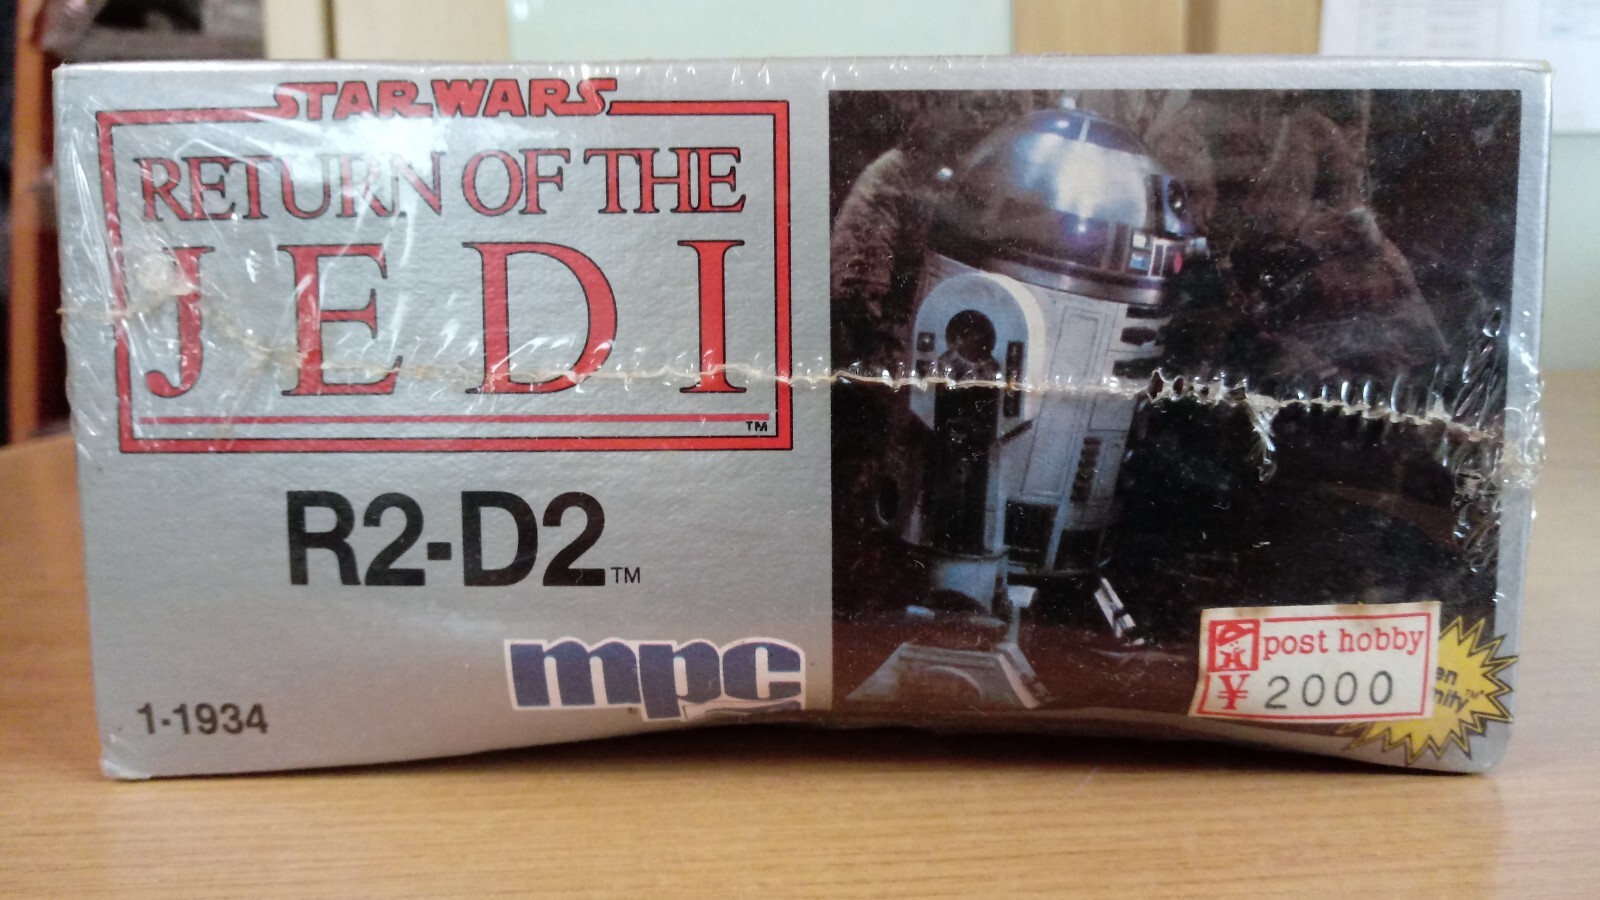 STAR WARS
RETURN OF THE
JEDI
TM
R2-D2TM
mpc
1-1934
post hobby
¥ 2000